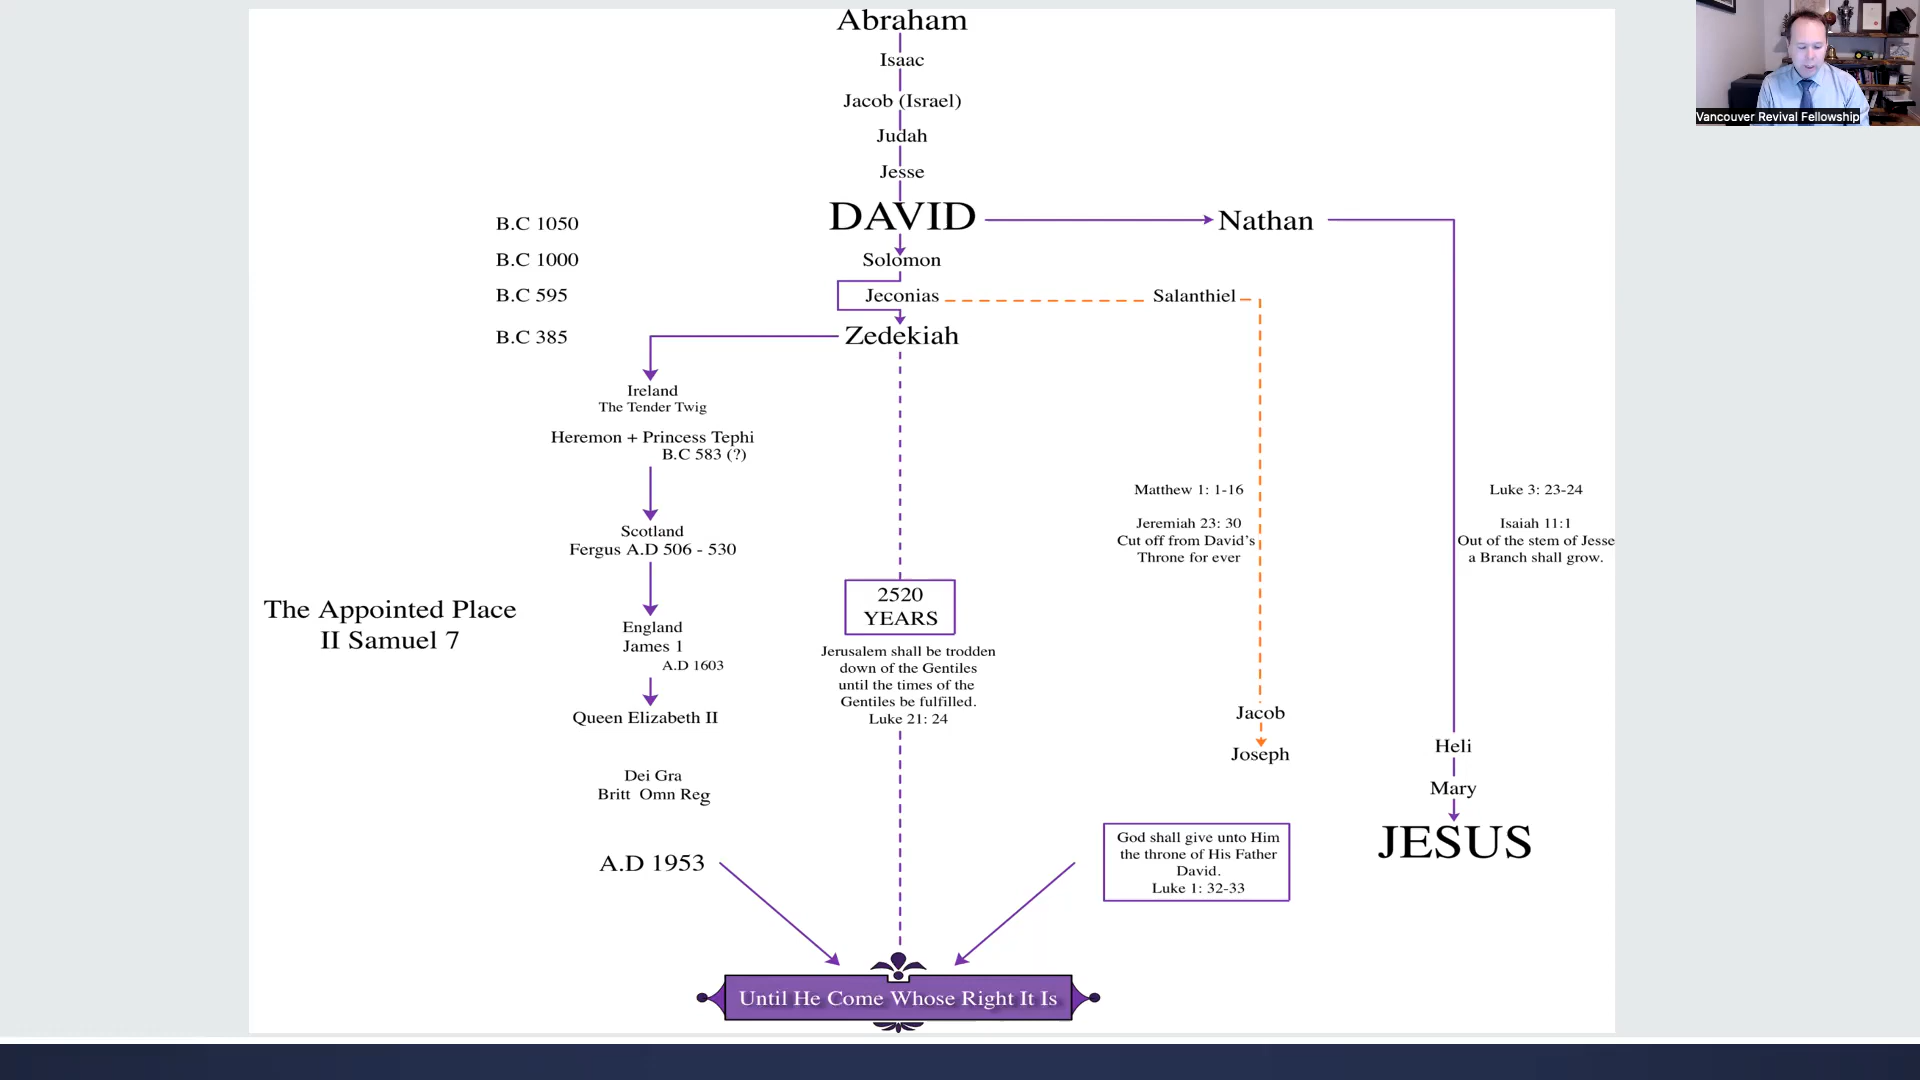 Abraham
Isaac
Jacob (Israel)
Judah
Jesse
B.C 1050
DAVID
Nathan
B.C 1000
Solomon
B.C 595
Jeconias
Salanthiel
B.C 385
Zedekiah
Ireland
The Tender Twig
Heremon + Princess Tephi
B.C 583 (?)
Scotland
Fergus A.D 506 - 530
England
James 1
A.D 1603
Queen Elizabeth II
Dei Gra
Britt Omn Reg
A.D 1953
The Appointed Place
II Samuel 7
2520
YEARS
Jerusalem shall be trodden
down of the Gentiles
until the times of the
Gentiles be fulfilled.
Luke 21: 24
Matthew 1: 1-16
Jeremiah 23: 30
Cut off from David's
Throne for ever
Jacob
Joseph
Luke 3: 23-24
Isaiah 11:1
Out of the stem of Jesse
a Branch shall grow.
Heli
Mary
JESUS
God shall give unto Him
the throne of His Father
David.
Luke 1: 32-33
Until He Come Whose Right It Is
Vancouver Revival Fellowship